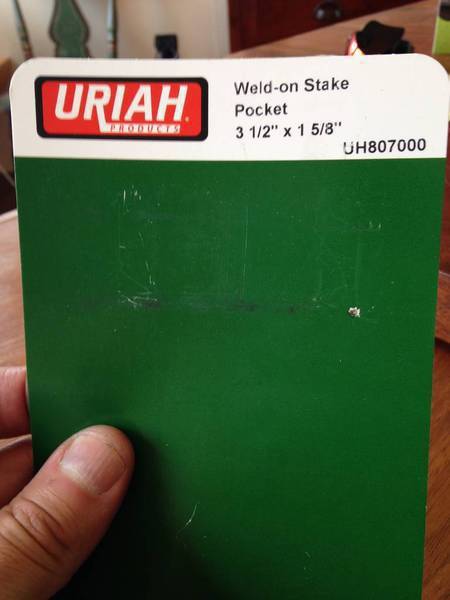 URIAH
PRODUCTS
Weld-on Stake
Pocket
3 1/2" x 1 5/8"
UH807000